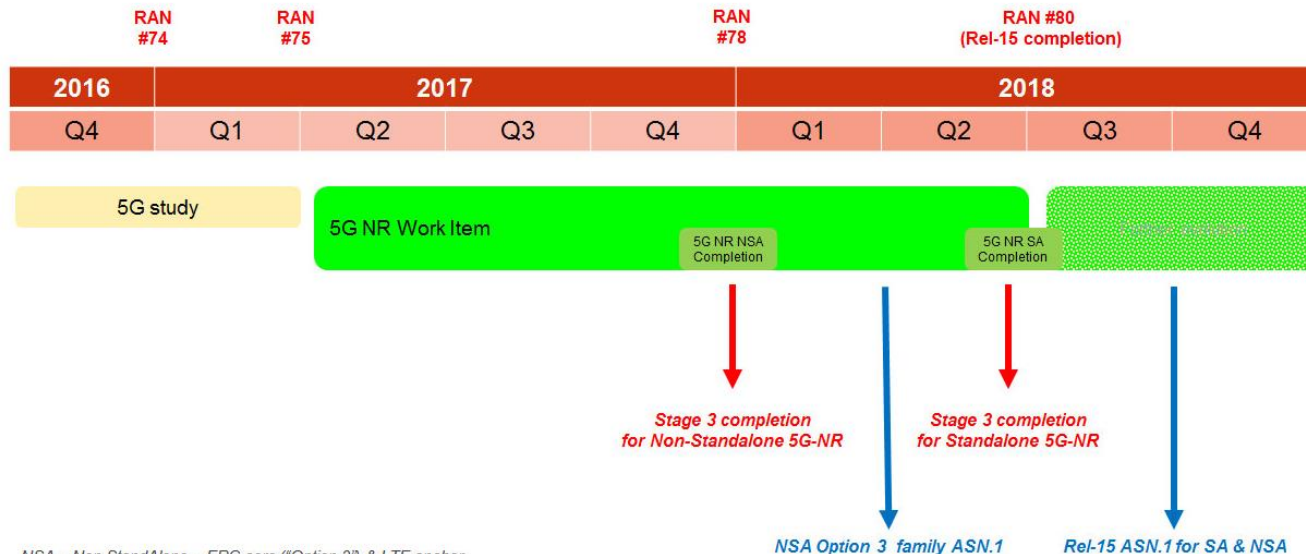 RAN
#74
RAN
#75
RAN
#78
RAN #80
(Rel-15 completion)
2016
2017
2018
Q4
Q1
Q2
Q3
Q4
Q1
Q2
Q3
Q4
5G study
5G NR Work Item
5G NR NSA
Completion
5G NR SA
Completion
Stage 3 completion
for Non-Standalone 5G-NR
Stage 3 completion
for Standalone 5G-NR
NSA Option 3 family ASN.1
Rel-15 ASN.1 for SA & NSA